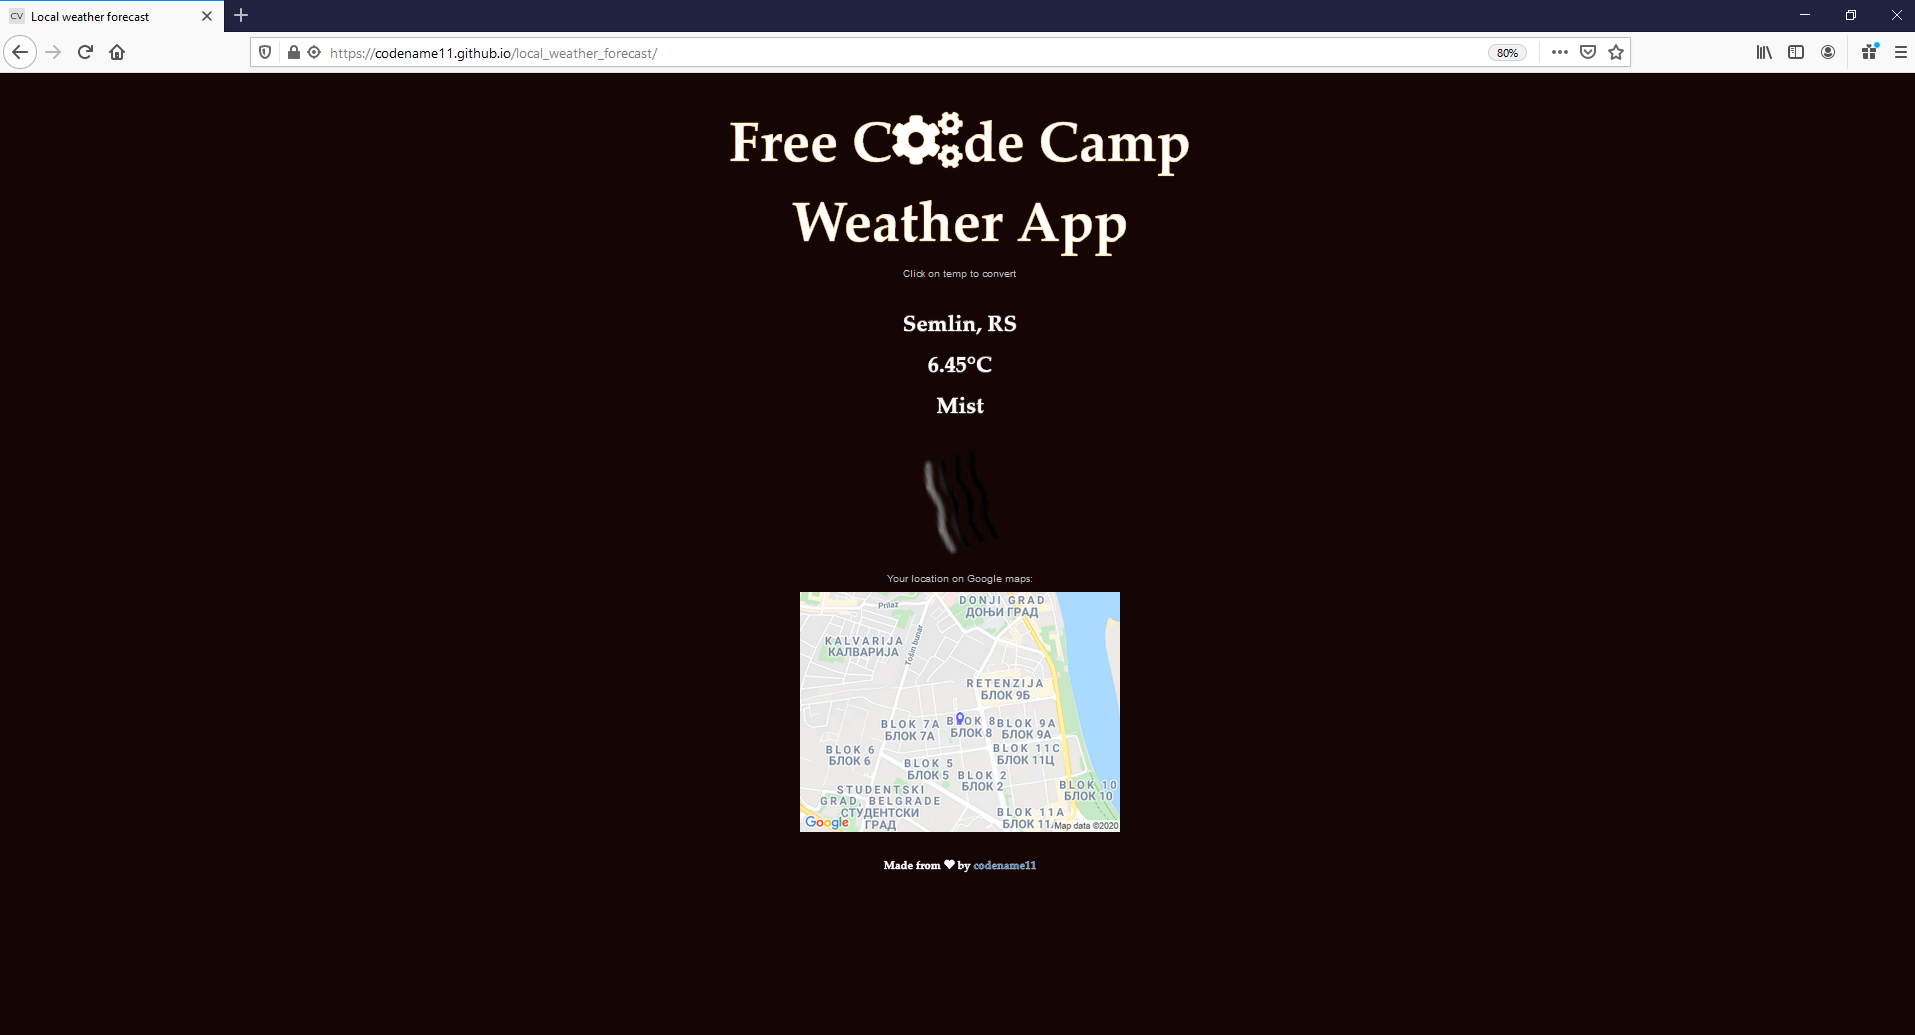 CV Local weather forecast
https://codename11.github.io/local_weather_forecast/ 80%
Free C de Camp
Weather App
Click on temp to convert
Semlin, RS
6.45°C
Mist
Your location on Google maps:
Prilaz
DONJI GRAD
ДОЊИ ГРАД
KALVARIJA
КАЛВАРИЈА
Tošin bunar
RETENZIJA
БЛОК 9Б
BLOK 7A
БЛОК 7А
BLOK 8
БЛОК 8
BLOK 9A
БЛОК 9А
BLOK 6
БЛОК 6
BLOK 11C
БЛОК 11Ц
BLOK 5
БЛОК 5
BLOK 2
БЛОК 2
BLOK 10
БЛОК 10
STUDENTSKI
GRAD, BELGRADE
СТУДЕНТСКИ
ГРАД
BLOK 11A
БЛОК 11
Google
Map data ©2020
Made from ❤ by codename11